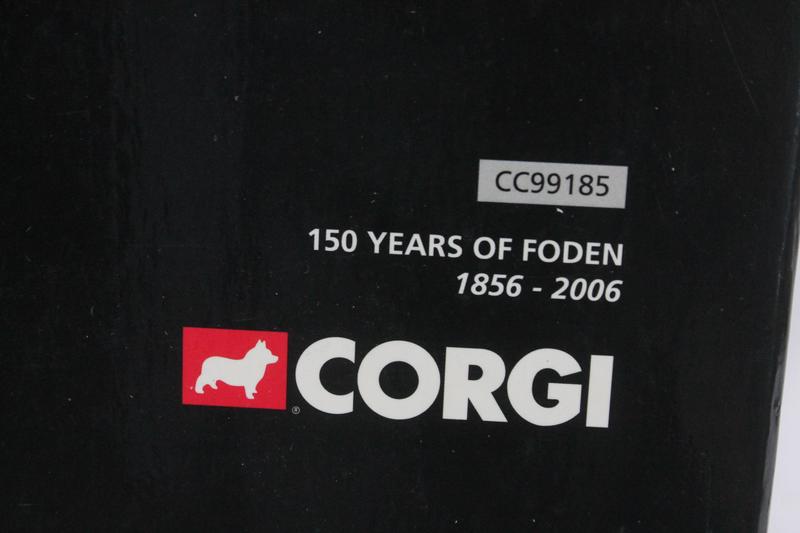 CC99185
150 YEARS OF FODEN
1856 - 2006
® CORGI